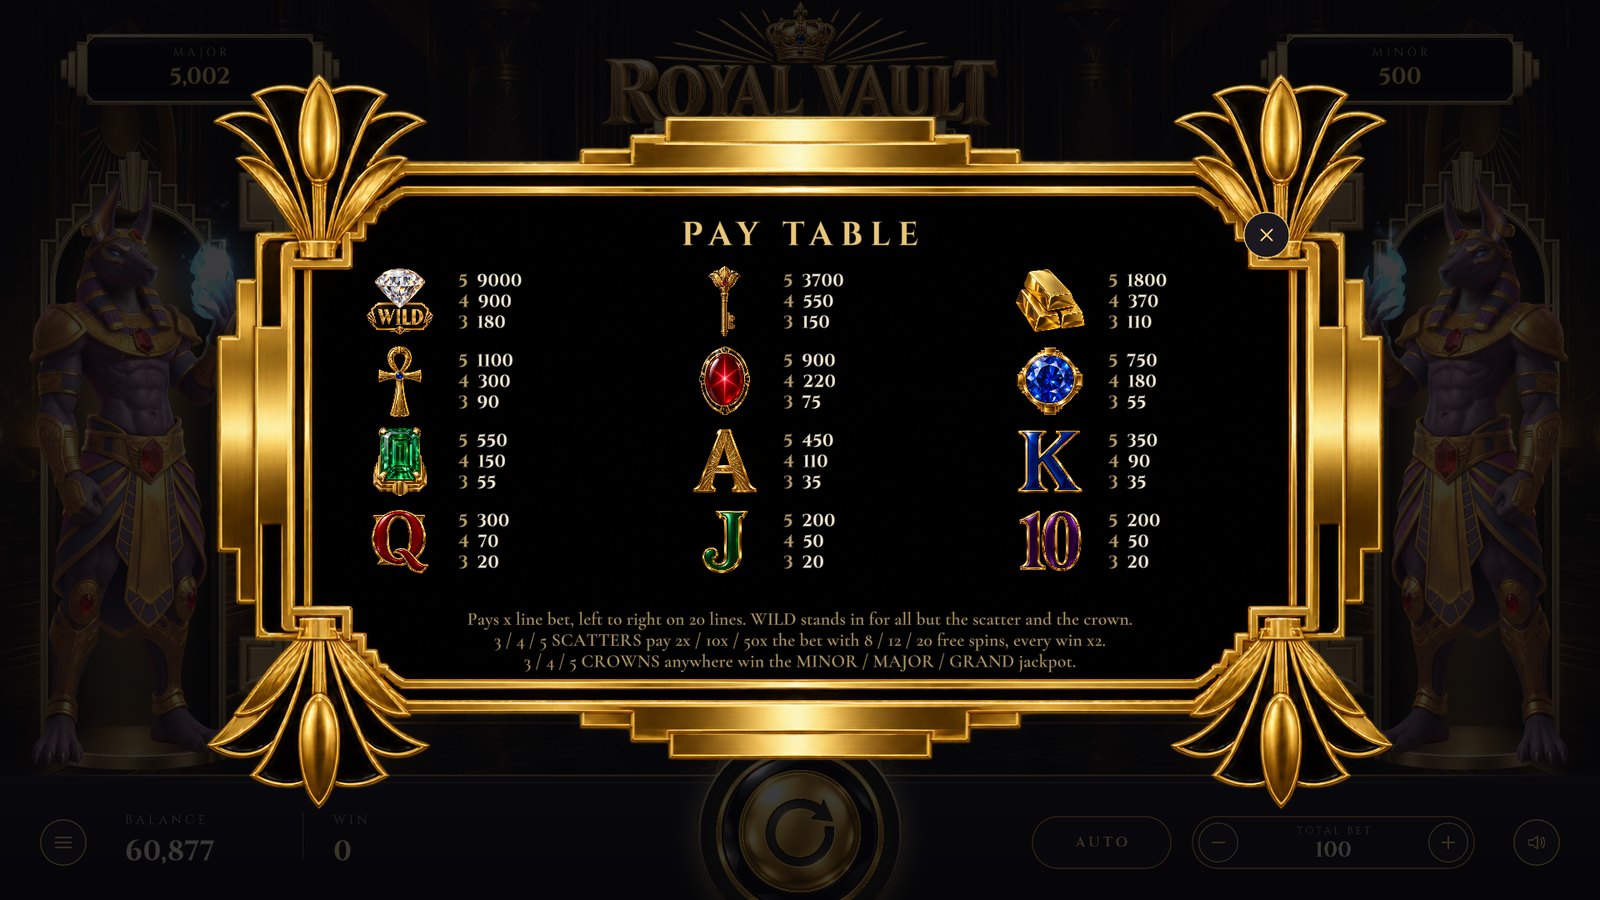 MAJOR
5,002
ROYAL VAULT
MINOR
500
PAY TABLE
WILD
5 9000
4 900
3 180
5 3700
4 550
3 150
5 1800
4 370
3 110
5 1100
4 300
3 90
5 900
4 220
3 75
5 750
4 180
3 55
5 550
4 150
3 55
A
5 450
4 110
3 35
K
5 350
4 90
3 35
Q
5 300
4 70
3 20
J
5 200
4 50
3 20
10
5 200
4 50
3 20
Pays x line bet, left to right on 20 lines. WILD stands in for all but the scatter and the crown.
3 / 4 / 5 SCATTERS pay 2x / 10x / 50x the bet with 8 / 12 / 20 free spins, every win x2.
3 / 4 / 5 CROWNS anywhere win the MINOR / MAJOR / GRAND jackpot.
BALANCE
60,877
WIN
0
AUTO
TOTAL BET
100